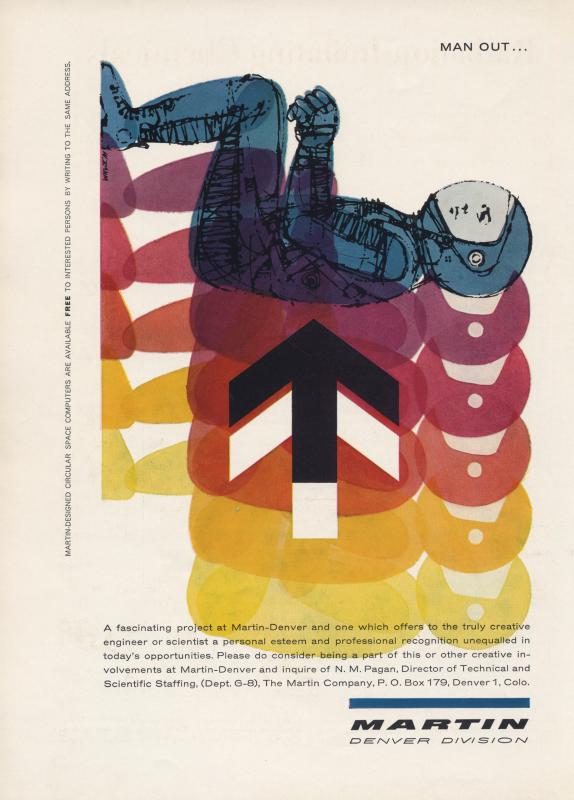 MAN OUT...
MARTIN-DESIGNED CIRCULAR SPACE COMPUTERS ARE AVAILABLE FREE TO INTERESTED PERSONS BY WRITING TO THE SAME ADDRESS.
A fascinating project at Martin-Denver and one which offers to the truly creative
engineer or scientist a personal esteem and professional recognition unequalled in
today's opportunities. Please do consider being a part of this or other creative in-
volvements at Martin-Denver and inquire of N. M. Pagan, Director of Technical and
Scientific Staffing, (Dept. G-8), The Martin Company, P. O. Box 179, Denver 1, Colo.
MARTIN
DENVER DIVISION